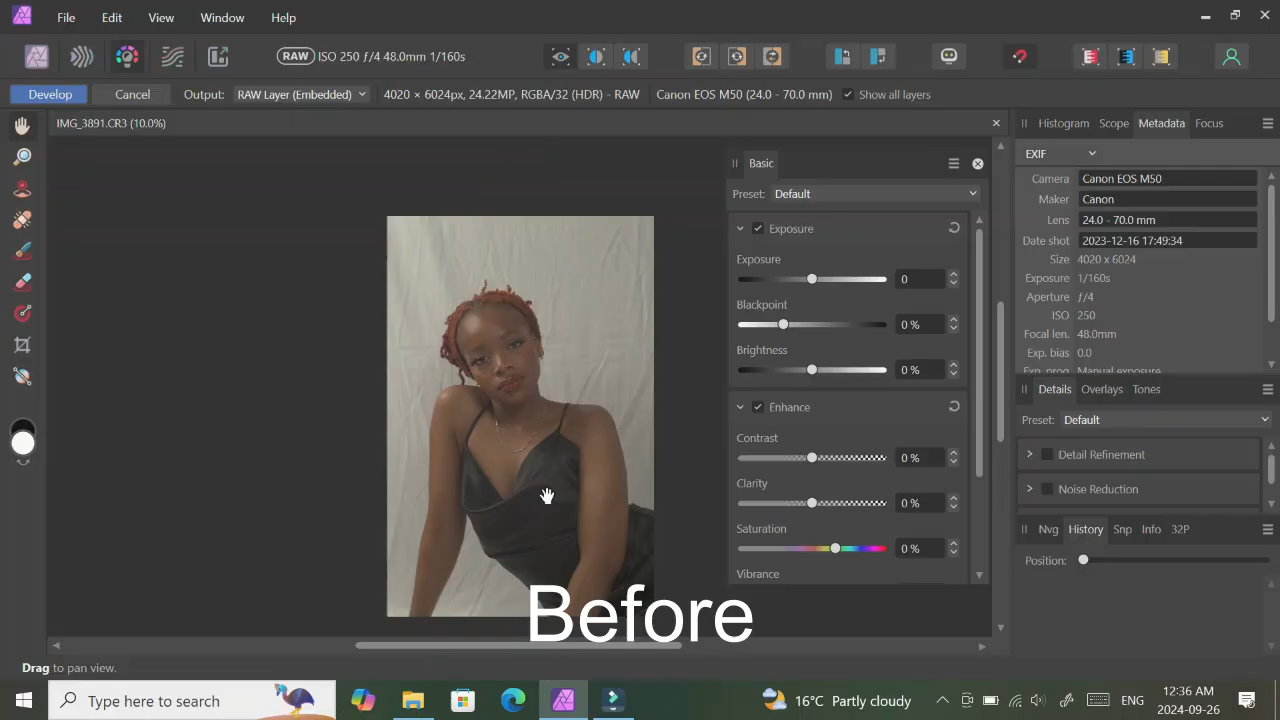 File Edit View Window Help
RAW ISO 250 ƒ/4 48.0mm 1/160s
Develop Cancel Output: RAW Layer (Embedded) 4020 × 6024px, 24.22MP, RGBA/32 (HDR) - RAW Canon EOS M50 (24.0 - 70.0 mm) Show all layers
IMG_3891.CR3 (10.0%)
Basic
Preset: Default
Exposure
Exposure
0
Blackpoint
0 %
Brightness
0 %
Enhance
Contrast
0 %
Clarity
0 %
Saturation
0 %
Vibrance
Histogram Scope Metadata Focus
EXIF
Camera Canon EOS M50
Maker Canon
Lens 24.0 - 70.0 mm
Date shot 2023-12-16 17:49:34
Size 4020 x 6024
Exposure 1/160s
Aperture ƒ/4
ISO 250
Focal len. 48.0mm
Exp. bias 0.0
Exp. prog Manual exposure
Details Overlays Tones
Preset: Default
Detail Refinement
Noise Reduction
Nvg History Snp Info 32P
Position:
Before
Drag to pan view.
Type here to search
16°C Partly cloudy
ENG
12:36 AM
2024-09-26